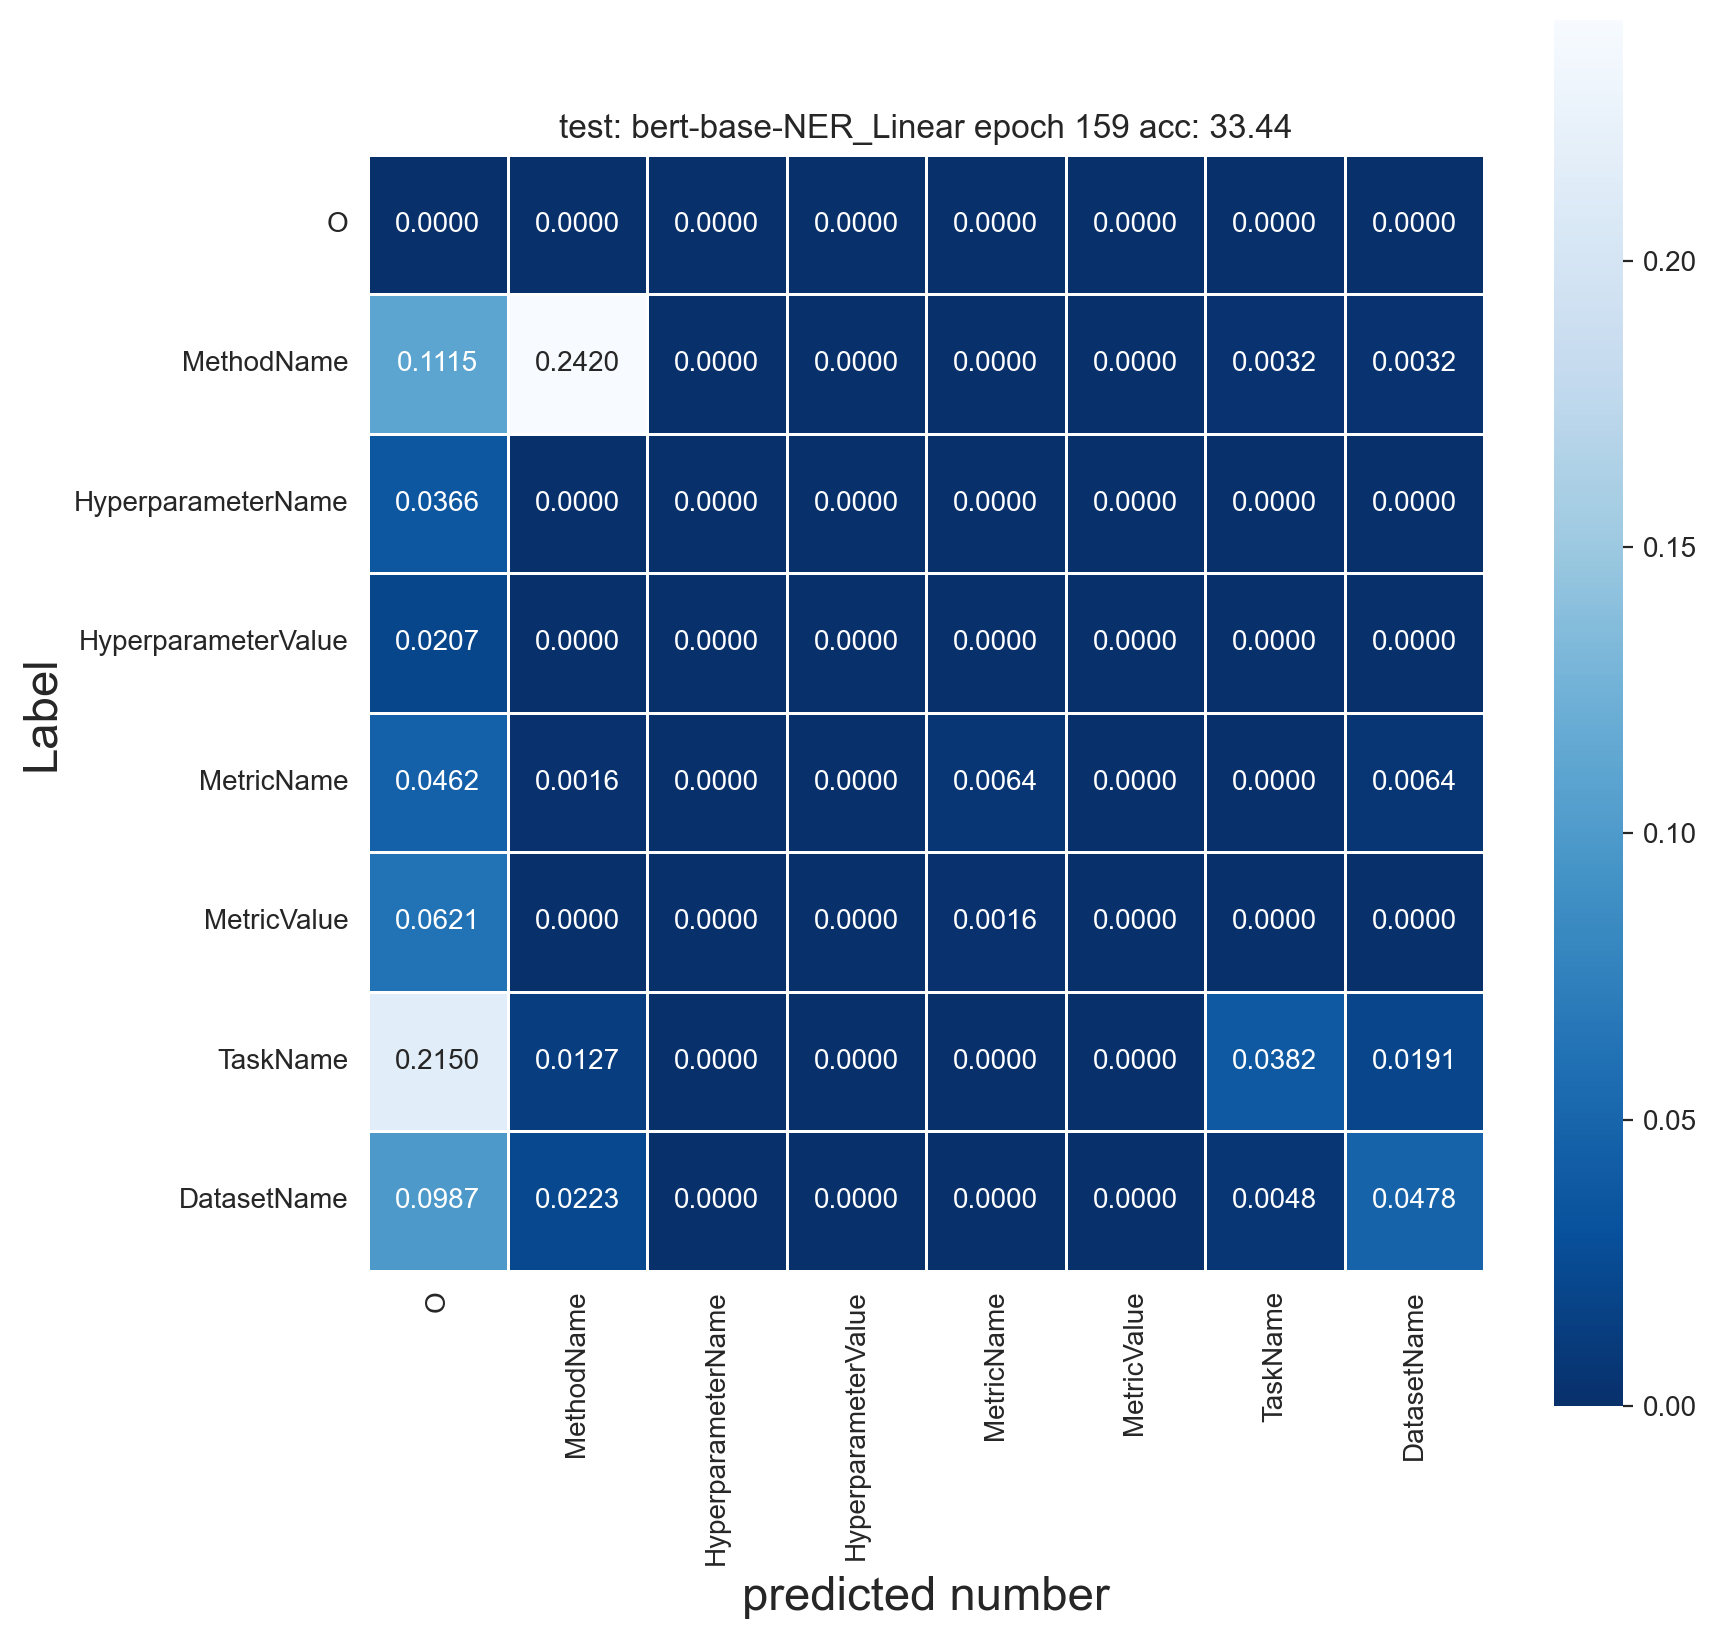 test: bert-base-NER_Linear epoch 159 acc: 33.44
O 0.0000 0.0000 0.0000 0.0000 0.0000 0.0000 0.0000 0.0000
MethodName 0.1115 0.2420 0.0000 0.0000 0.0000 0.0000 0.0032 0.0032
HyperparameterName 0.0366 0.0000 0.0000 0.0000 0.0000 0.0000 0.0000 0.0000
HyperparameterValue 0.0207 0.0000 0.0000 0.0000 0.0000 0.0000 0.0000 0.0000
MetricName 0.0462 0.0016 0.0000 0.0000 0.0064 0.0000 0.0000 0.0064
MetricValue 0.0621 0.0000 0.0000 0.0000 0.0016 0.0000 0.0000 0.0000
TaskName 0.2150 0.0127 0.0000 0.0000 0.0000 0.0000 0.0382 0.0191
DatasetName 0.0987 0.0223 0.0000 0.0000 0.0000 0.0000 0.0048 0.0478
Label
O
MethodName
HyperparameterName
HyperparameterValue
MetricName
MetricValue
TaskName
DatasetName
predicted number
0.20
0.15
0.10
0.05
0.00